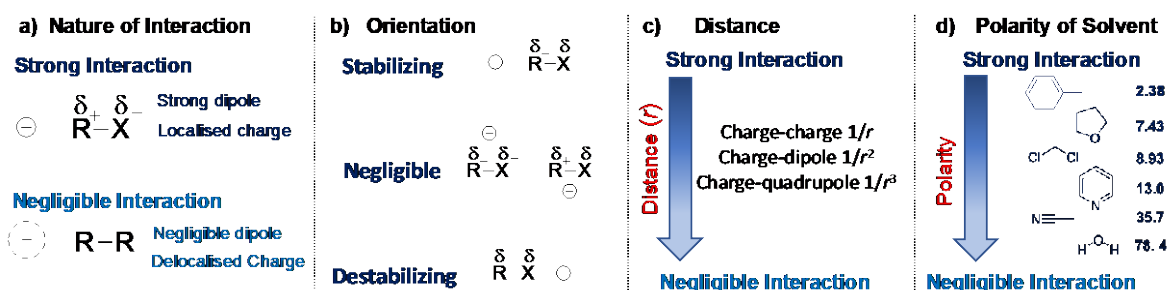 a) Nature of Interaction
Strong Interaction
δ+ δ−
R–X
−
Strong dipole
Localised charge
Negligible Interaction
−
R–R
Negligible dipole
Delocalised Charge
b) Orientation
Stabilizing
δ− δ
R–X
Negligible
−
δ− δ−
R–X
δ+ δ
R–X
−
Destabilizing
δ δ
R X
c) Distance
Strong Interaction
Distance (r)
Charge-charge 1/r
Charge-dipole 1/r²
Charge-quadrupole 1/r³
Negligible Interaction
d) Polarity of Solvent
Strong Interaction
Polarity
2.38
O
7.43
Cl Cl
8.93
N
13.0
N
35.7
H O H
78.4
Negligible Interaction